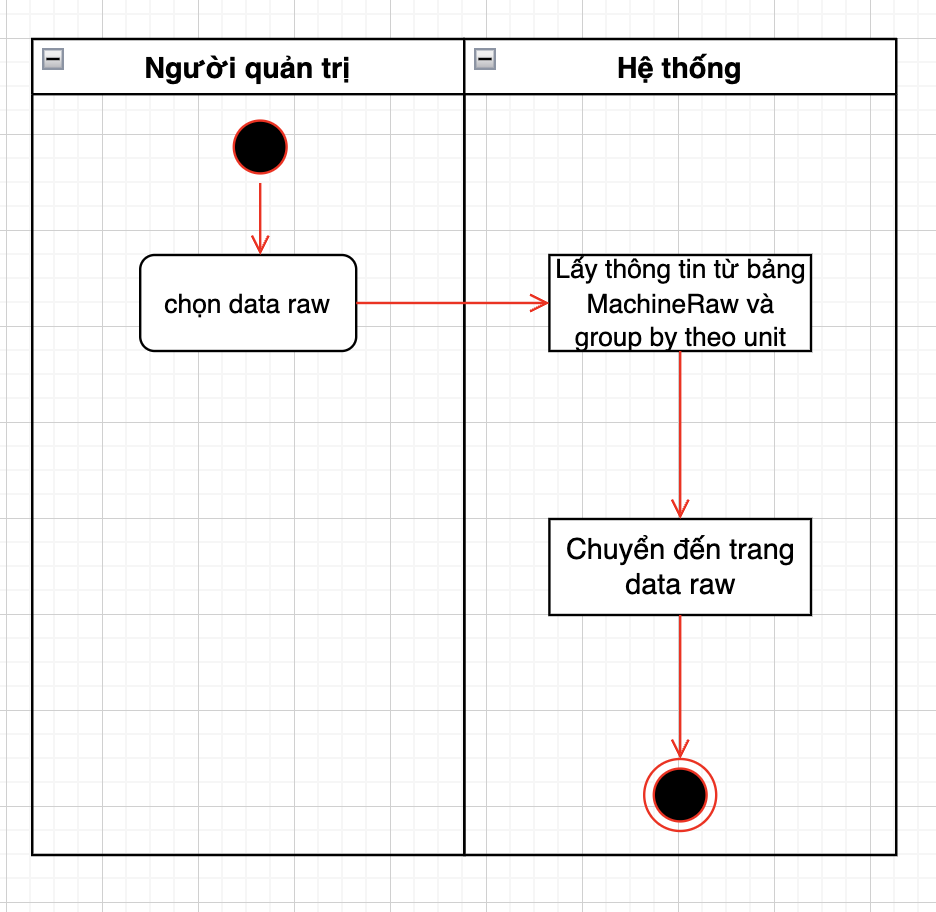 Người quản trị
Hệ thống
chọn data raw
Lấy thông tin từ bảng
MachineRaw và
group by theo unit
Chuyển đến trang
data raw